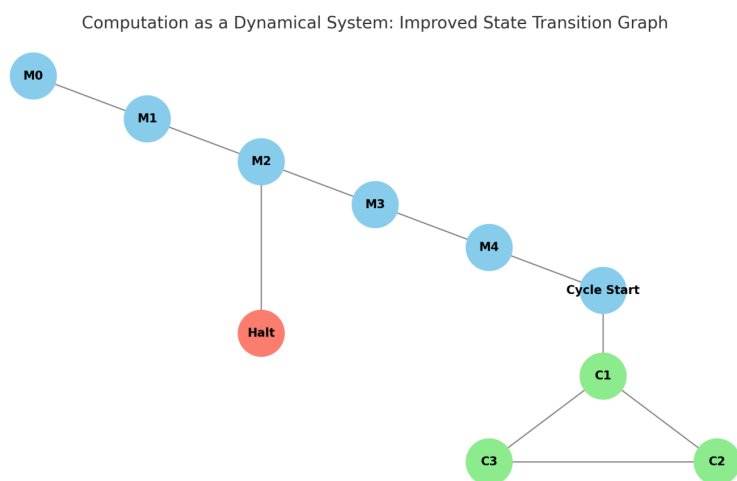 Computation as a Dynamical System: Improved State Transition Graph
M0
M1
M2
M3
M4
Cycle Start
Halt
C1
C3
C2